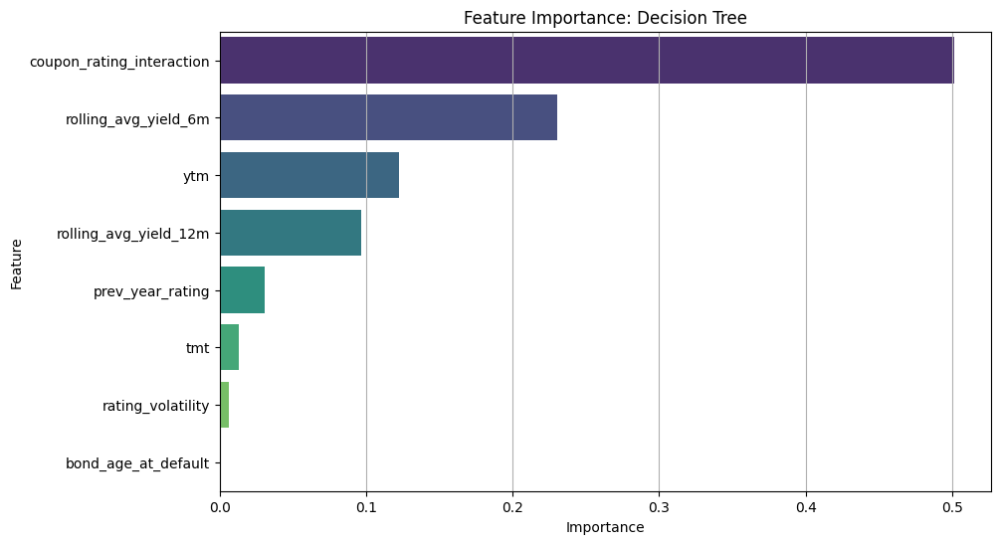 Feature Importance: Decision Tree
Feature
coupon_rating_interaction
rolling_avg_yield_6m
ytm
rolling_avg_yield_12m
prev_year_rating
tmt
rating_volatility
bond_age_at_default
0.0 0.1 0.2 0.3 0.4 0.5
Importance